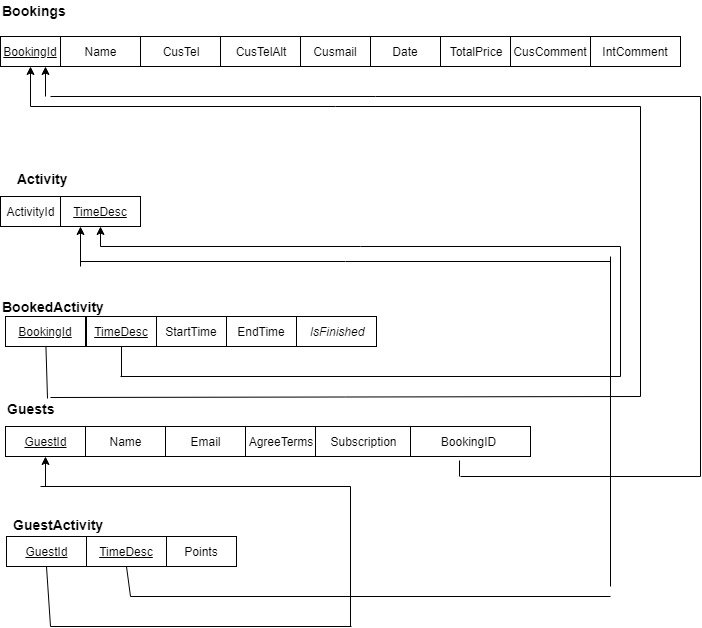 Bookings
BookingId Name CusTel CusTelAlt Cusmail Date TotalPrice CusComment IntComment
Activity
ActivityId TimeDesc
BookedActivity
BookingId TimeDesc StartTime EndTime IsFinished
Guests
GuestId Name Email AgreeTerms Subscription BookingID
GuestActivity
GuestId TimeDesc Points